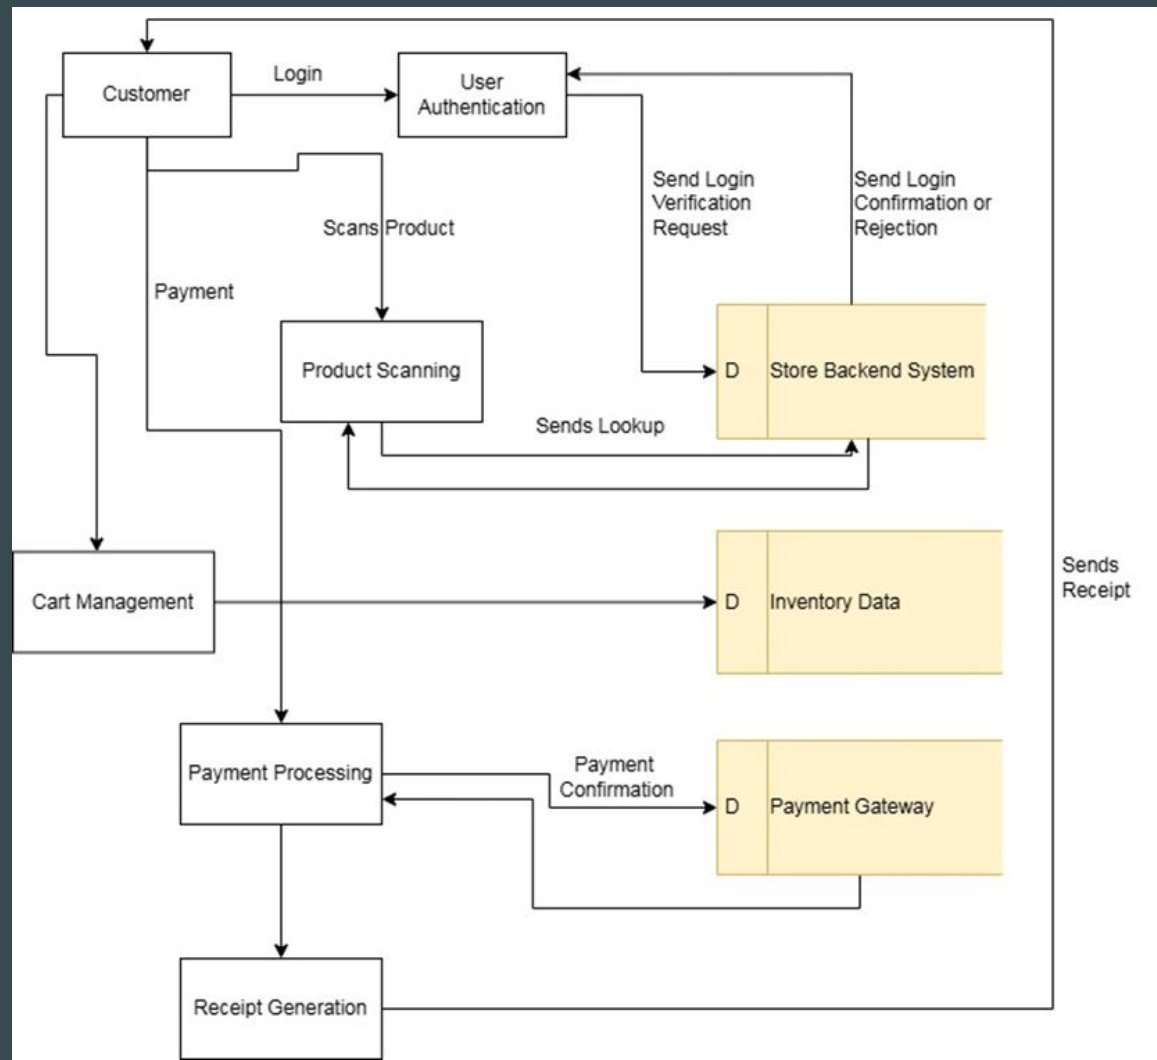 Customer
Login
User
Authentication
Send Login
Verification
Request
Send Login
Confirmation or
Rejection
Scans Product
Payment
Product Scanning
D
Store Backend System
Sends Lookup
Cart Management
D
Inventory Data
Sends
Receipt
Payment Processing
Payment
Confirmation
D
Payment Gateway
Receipt Generation